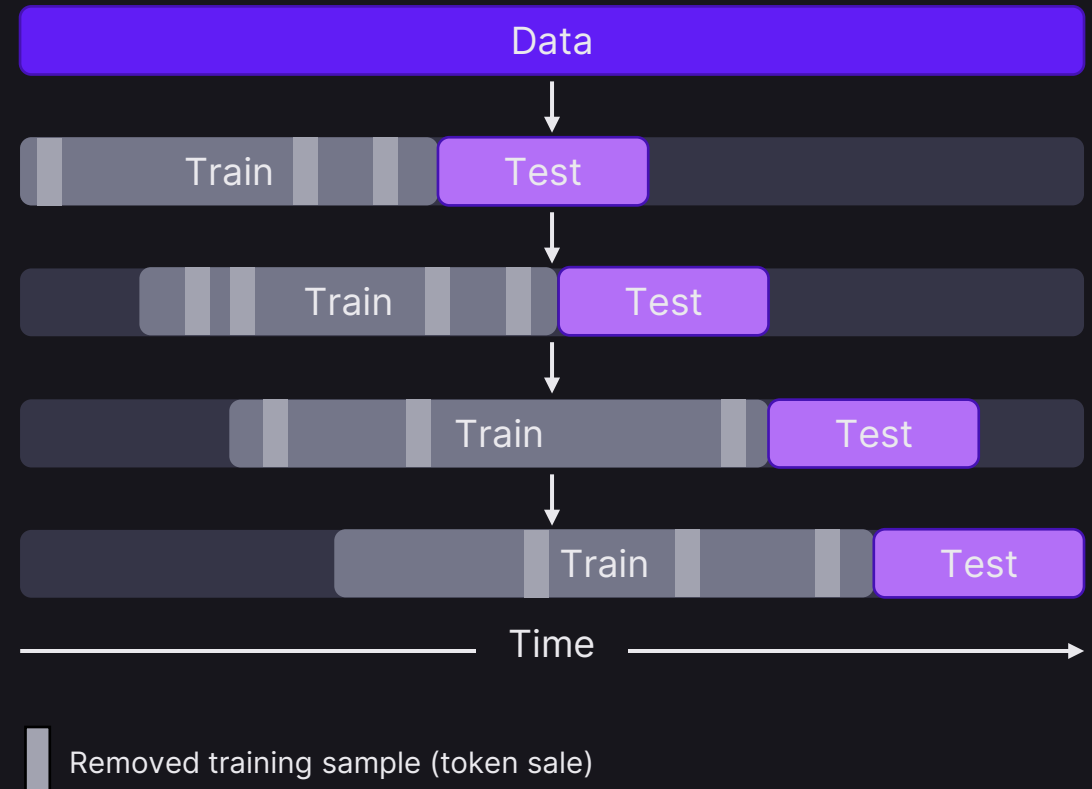 Data
Train
Test
Train
Test
Train
Test
Train
Test
Time
Removed training sample (token sale)